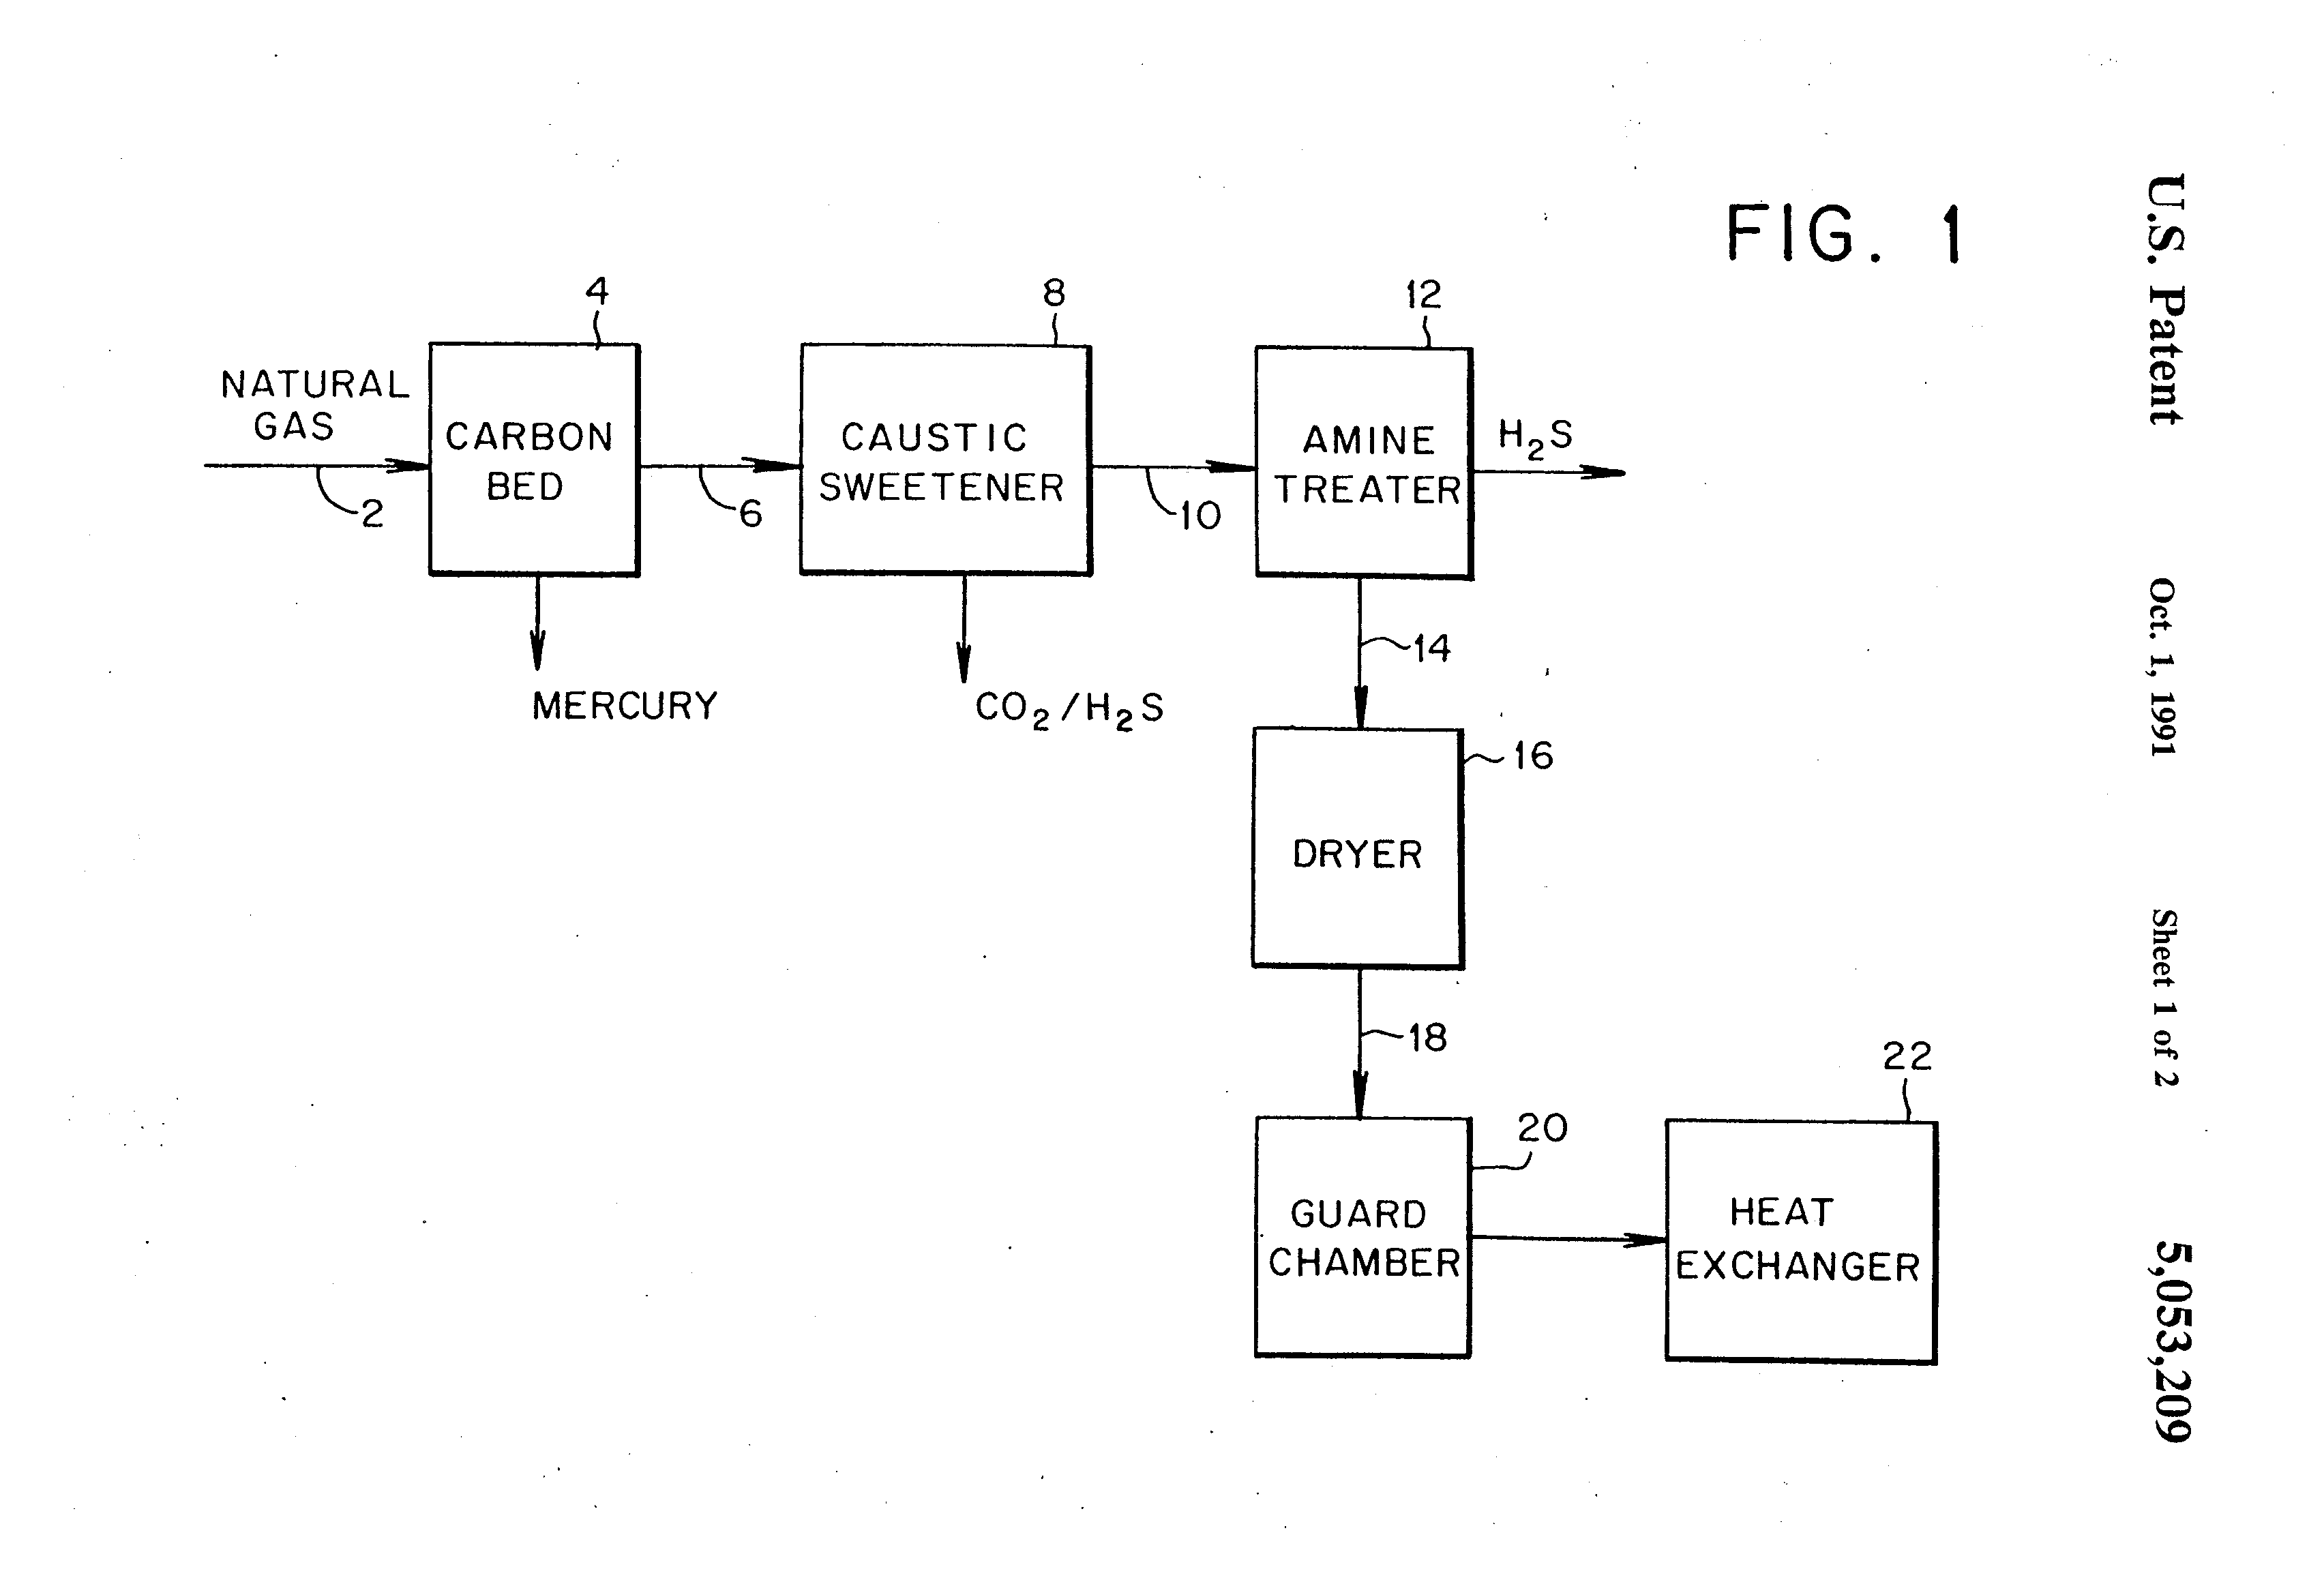 U.S. Patent
Oct. 1, 1991
Sheet 1 of 2
5,053,209
FIG. 1
4
8
12
NATURAL
GAS
CARBON
BED
CAUSTIC
SWEETENER
AMINE
TREATER
H₂S
2
6
10
14
MERCURY
CO₂/H₂S
16
DRYER
18
22
20
GUARD
CHAMBER
HEAT
EXCHANGER